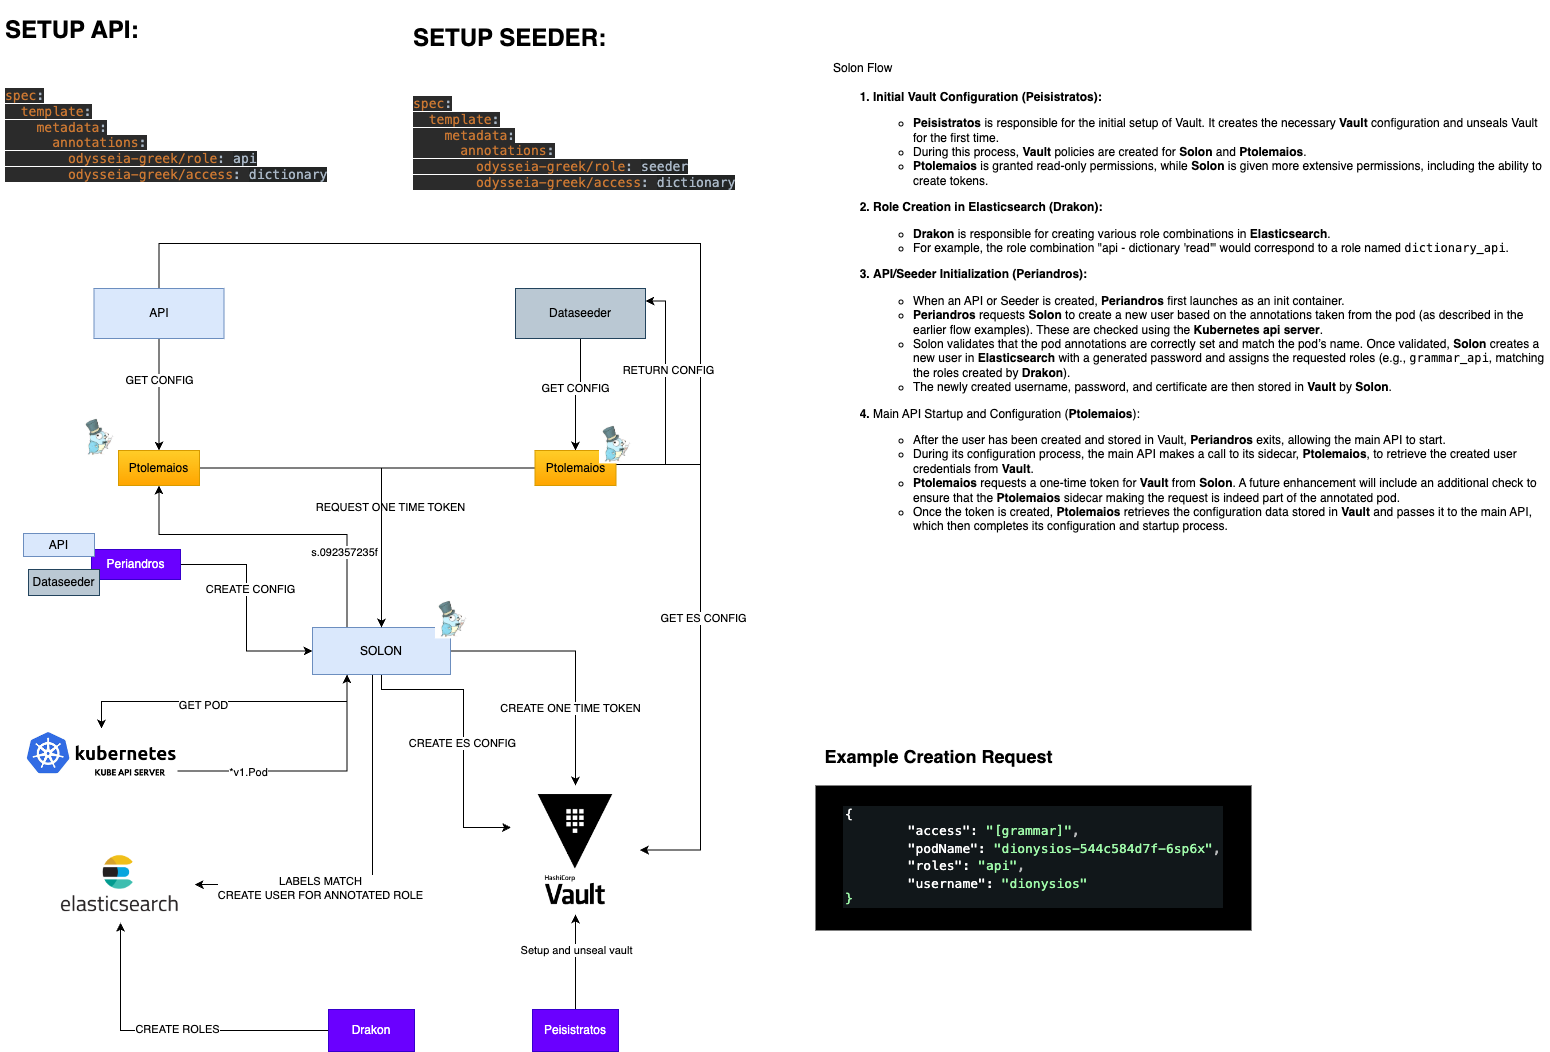 SETUP API:
SETUP SEEDER:
spec:
template:
metadata:
annotations:
odysseia-greek/role: api
odysseia-greek/access: dictionary
spec:
template:
metadata:
annotations:
odysseia-greek/role: seeder
odysseia-greek/access: dictionary
API
Dataseeder
GET CONFIG
GET CONFIG
RETURN CONFIG
Ptolemaios
Ptolemaios
REQUEST ONE TIME TOKEN
s.092357235f
API
Periandros
Dataseeder
CREATE CONFIG
GET ES CONFIG
SOLON
GET POD
CREATE ONE TIME TOKEN
CREATE ES CONFIG
kubernetes
KUBE API SERVER
*v1.Pod
elasticsearch
LABELS MATCH
CREATE USER FOR ANNOTATED ROLE
HashiCorp
Vault
Setup and unseal vault
CREATE ROLES
Drakon
Peisistratos
Solon Flow
1. Initial Vault Configuration (Peisistratos):
Peisistratos is responsible for the initial setup of Vault. It creates the necessary Vault configuration and unseals Vault
for the first time.
During this process, Vault policies are created for Solon and Ptolemaios.
Ptolemaios is granted read-only permissions, while Solon is given more extensive permissions, including the ability to
create tokens.
2. Role Creation in Elasticsearch (Drakon):
Drakon is responsible for creating various role combinations in Elasticsearch.
For example, the role combination "api - dictionary 'read'" would correspond to a role named dictionary_api.
3. API/Seeder Initialization (Periandros):
When an API or Seeder is created, Periandros first launches as an init container.
Periandros requests Solon to create a new user based on the annotations taken from the pod (as described in the
earlier flow examples). These are checked using the Kubernetes api server.
Solon validates that the pod annotations are correctly set and match the pod's name. Once validated, Solon creates a
new user in Elasticsearch with a generated password and assigns the requested roles (e.g., grammar_api, matching
the roles created by Drakon).
The newly created username, password, and certificate are then stored in Vault by Solon.
4. Main API Startup and Configuration (Ptolemaios):
After the user has been created and stored in Vault, Periandros exits, allowing the main API to start.
During its configuration process, the main API makes a call to its sidecar, Ptolemaios, to retrieve the created user
credentials from Vault.
Ptolemaios requests a one-time token for Vault from Solon. A future enhancement will include an additional check to
ensure that the Ptolemaios sidecar making the request is indeed part of the annotated pod.
Once the token is created, Ptolemaios retrieves the configuration data stored in Vault and passes it to the main API,
which then completes its configuration and startup process.
Example Creation Request
{
"access": "[grammar]",
"podName": "dionysios-544c584d7f-6sp6x",
"roles": "api",
"username": "dionysios"
}